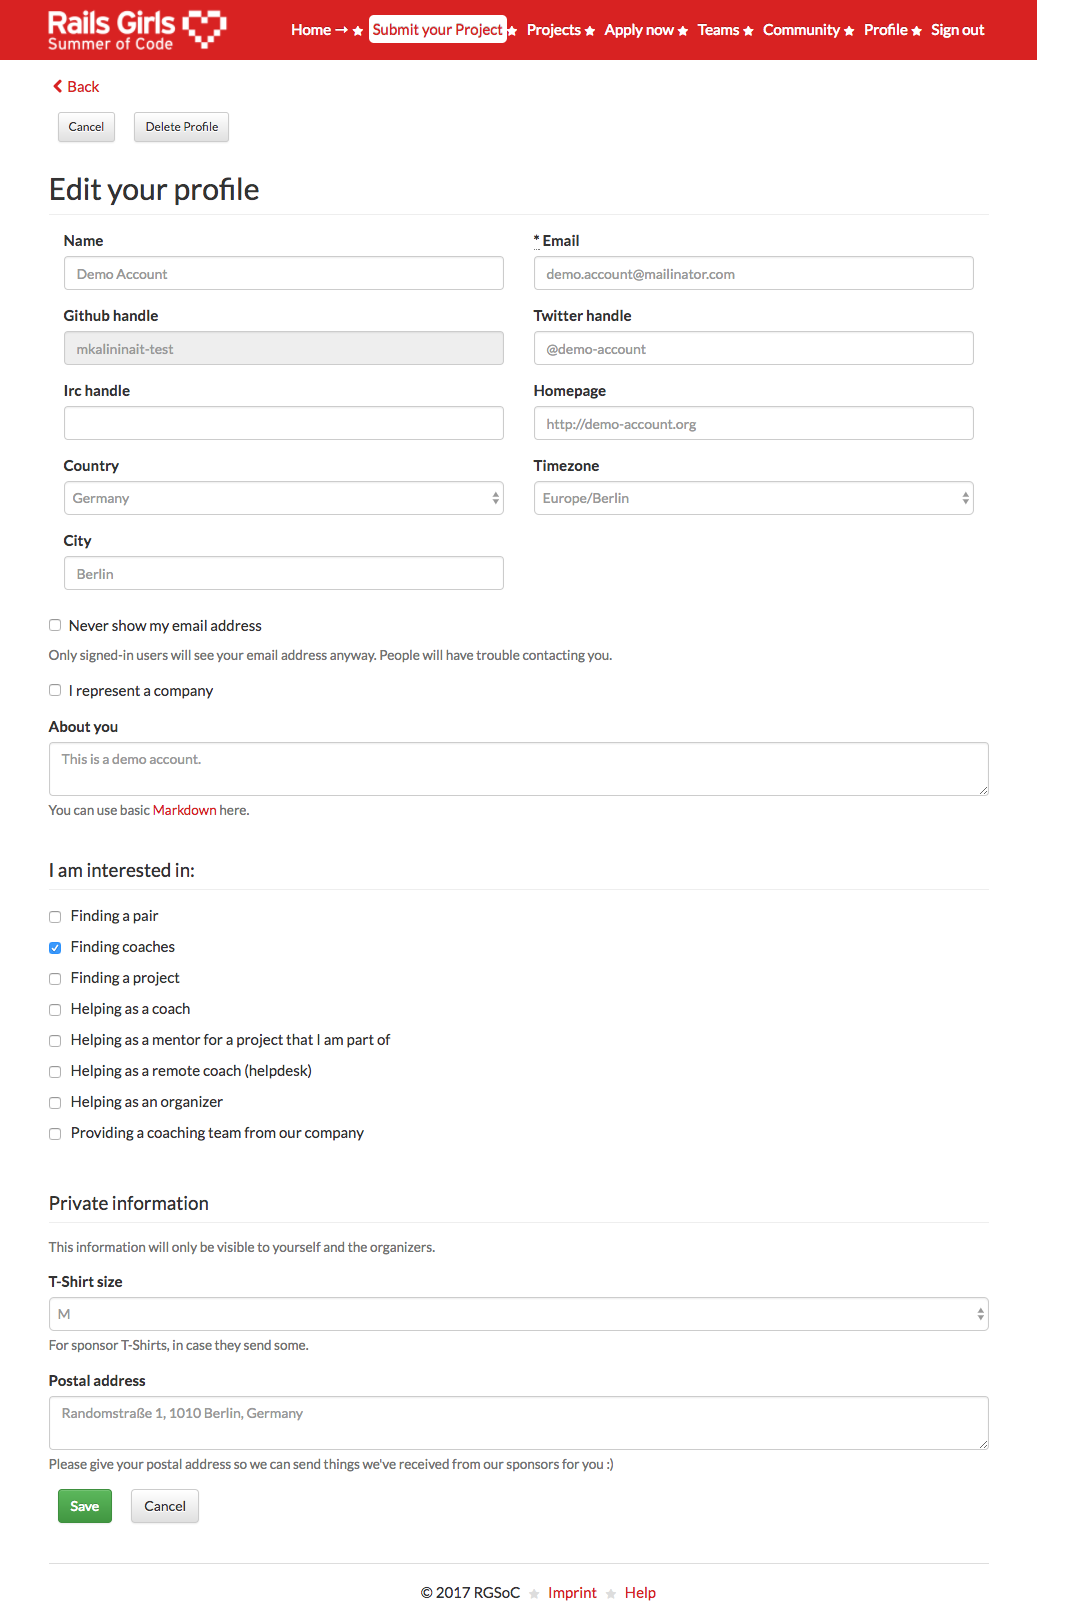 Rails Girls
Summer of Code
Home → ★ Submit your Project ★ Projects ★ Apply now ★ Teams ★ Community ★ Profile ★ Sign out
Back
Cancel Delete Profile
Edit your profile
Name * Email
Demo Account demo.account@mailinator.com
Github handle Twitter handle
mkalininait-test @demo-account
Irc handle Homepage
http://demo-account.org
Country Timezone
Germany Europe/Berlin
City
Berlin
Never show my email address
Only signed-in users will see your email address anyway. People will have trouble contacting you.
I represent a company
About you
This is a demo account.
You can use basic Markdown here.
I am interested in:
Finding a pair
Finding coaches
Finding a project
Helping as a coach
Helping as a mentor for a project that I am part of
Helping as a remote coach (helpdesk)
Helping as an organizer
Providing a coaching team from our company
Private information
This information will only be visible to yourself and the organizers.
T-Shirt size
M
For sponsor T-Shirts, in case they send some.
Postal address
Randomstraße 1, 1010 Berlin, Germany
Please give your postal address so we can send things we've received from our sponsors for you :)
Save Cancel
© 2017 RGSoC ★ Imprint ★ Help